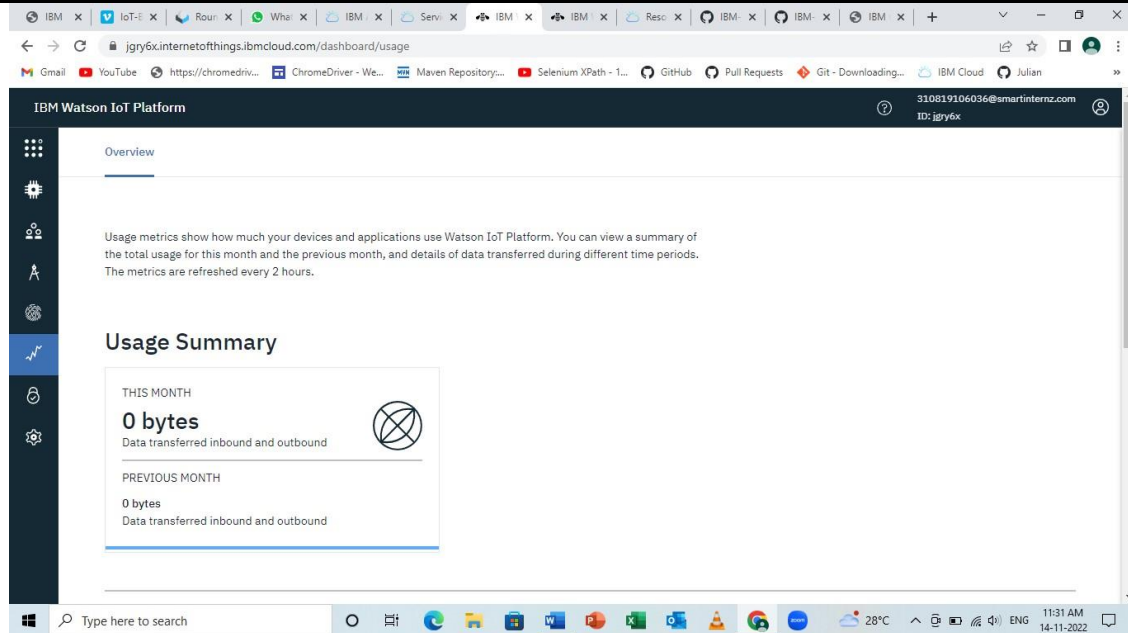 IBM
IoT-E
Roun
What
IBM
Servi
IBM
IBM
Reso
IBM-
IBM-
IBM
jgry6x.internetofthings.ibmcloud.com/dashboard/usage
Gmail YouTube https://chromedriv... ChromeDriver - We... Maven Repository:... Selenium XPath - 1... GitHub Pull Requests Git - Downloading... IBM Cloud Julian »
IBM Watson IoT Platform
310819106036@smartinternz.com
ID: jgry6x
Overview
Usage metrics show how much your devices and applications use Watson IoT Platform. You can view a summary of
the total usage for this month and the previous month, and details of data transferred during different time periods.
The metrics are refreshed every 2 hours.
Usage Summary
THIS MONTH
0 bytes
Data transferred inbound and outbound
PREVIOUS MONTH
0 bytes
Data transferred inbound and outbound
Type here to search
28°C
ENG
11:31 AM
14-11-2022